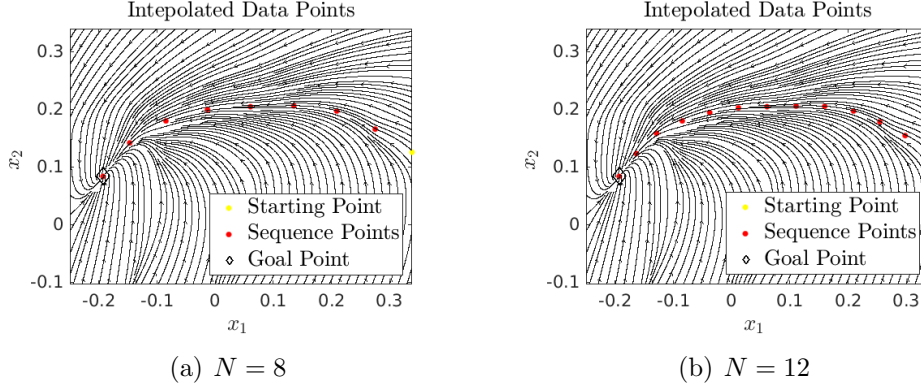 Intepolated Data Points
0.3
0.2
0.1
0
-0.1
x2
-0.2 -0.1 0 0.1 0.2 0.3
x1
Starting Point
Sequence Points
Goal Point
(a) N = 8
Intepolated Data Points
0.3
0.2
0.1
0
-0.1
x2
-0.2 -0.1 0 0.1 0.2 0.3
x1
Starting Point
Sequence Points
Goal Point
(b) N = 12